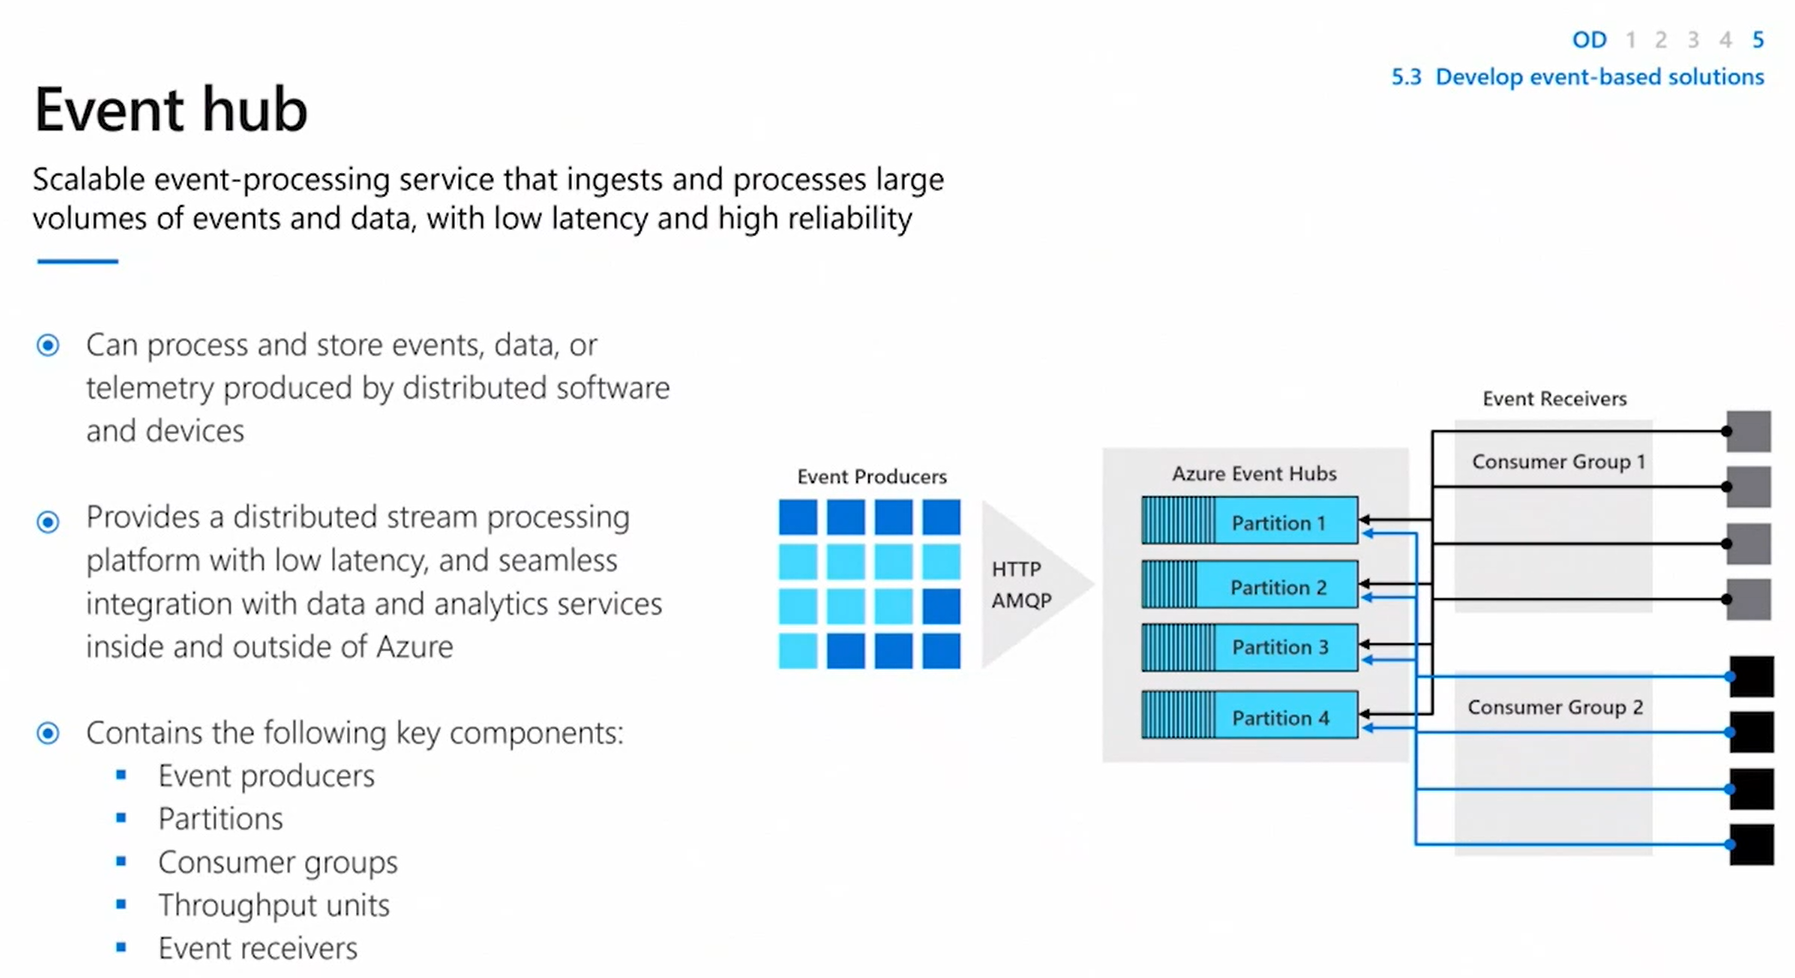 OD 1 2 3 4 5
5.3 Develop event-based solutions
Event hub
Scalable event-processing service that ingests and processes large
volumes of events and data, with low latency and high reliability
Can process and store events, data, or
telemetry produced by distributed software
and devices
Provides a distributed stream processing
platform with low latency, and seamless
integration with data and analytics services
inside and outside of Azure
Contains the following key components:
Event producers
Partitions
Consumer groups
Throughput units
Event receivers
Event Producers
HTTP
AMQP
Azure Event Hubs
Partition 1
Partition 2
Partition 3
Partition 4
Event Receivers
Consumer Group 1
Consumer Group 2